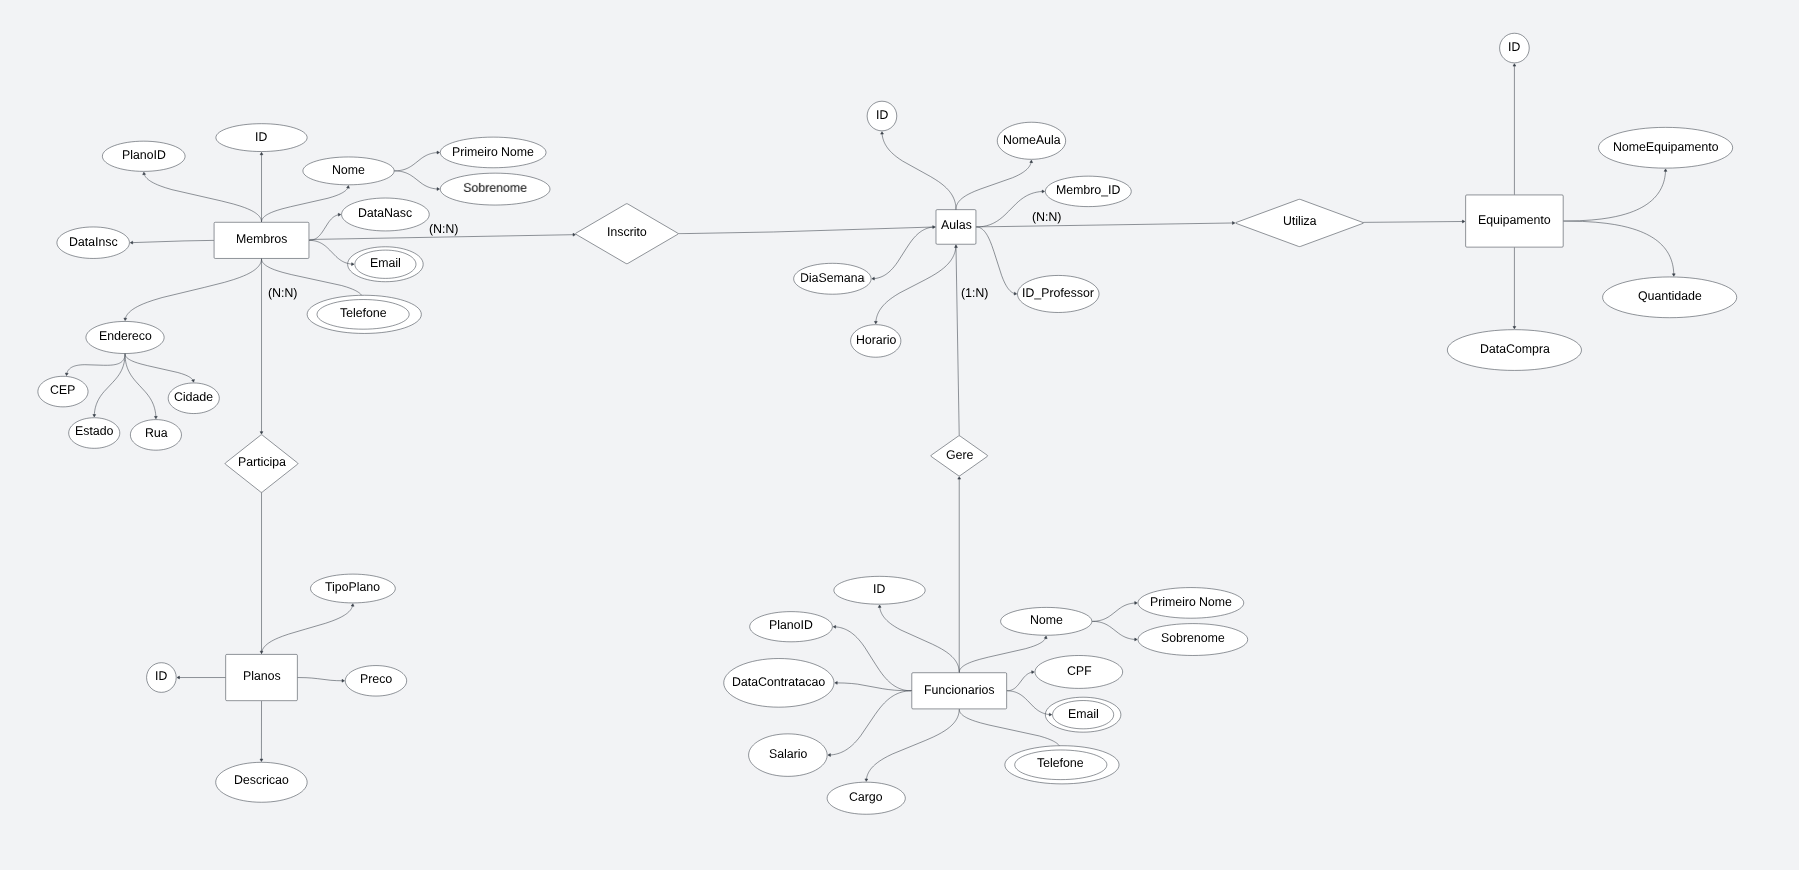 ID
ID
NomeAula
NomeEquipamento
ID
PlanoID
Nome
Primeiro Nome
Sobrenome
DataNasc
Membro_ID
(N:N)
(N:N)
Membros
DataInsc
Inscrito
Aulas
Utiliza
Equipamento
Email
DiaSemana
ID_Professor
(N:N)
(1:N)
Quantidade
Telefone
Endereco
Horario
DataCompra
CEP
Cidade
Estado
Rua
Participa
Gere
TipoPlano
ID
Planos
Preco
Descricao
ID
Nome
Primeiro Nome
Sobrenome
PlanoID
DataContratacao
Funcionarios
CPF
Email
Salario
Telefone
Cargo